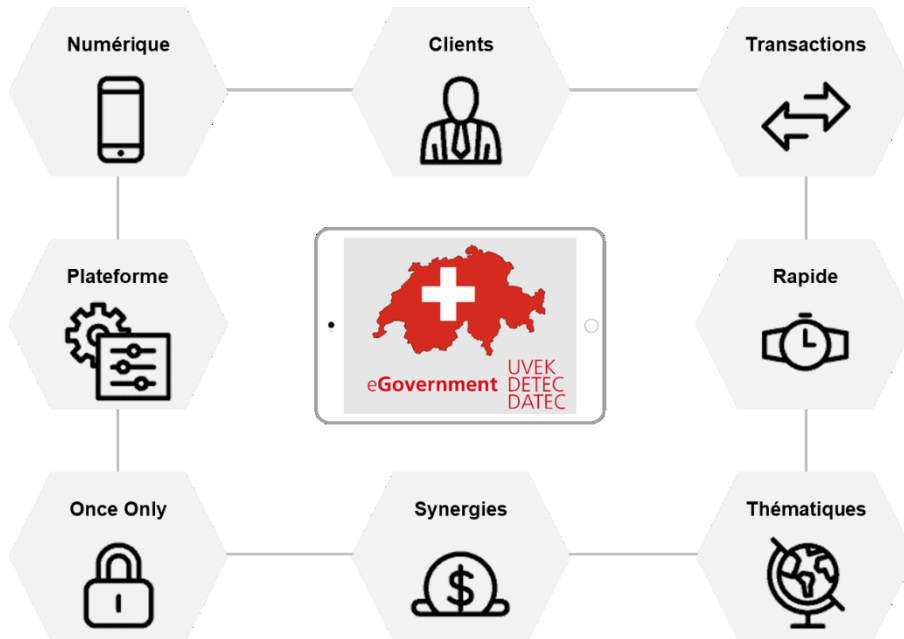 Numérique
Clients
Transactions
Plateforme
Rapide
eGovernment
UVEK
DETEC
DATEC
Once Only
Synergies
Thématiques